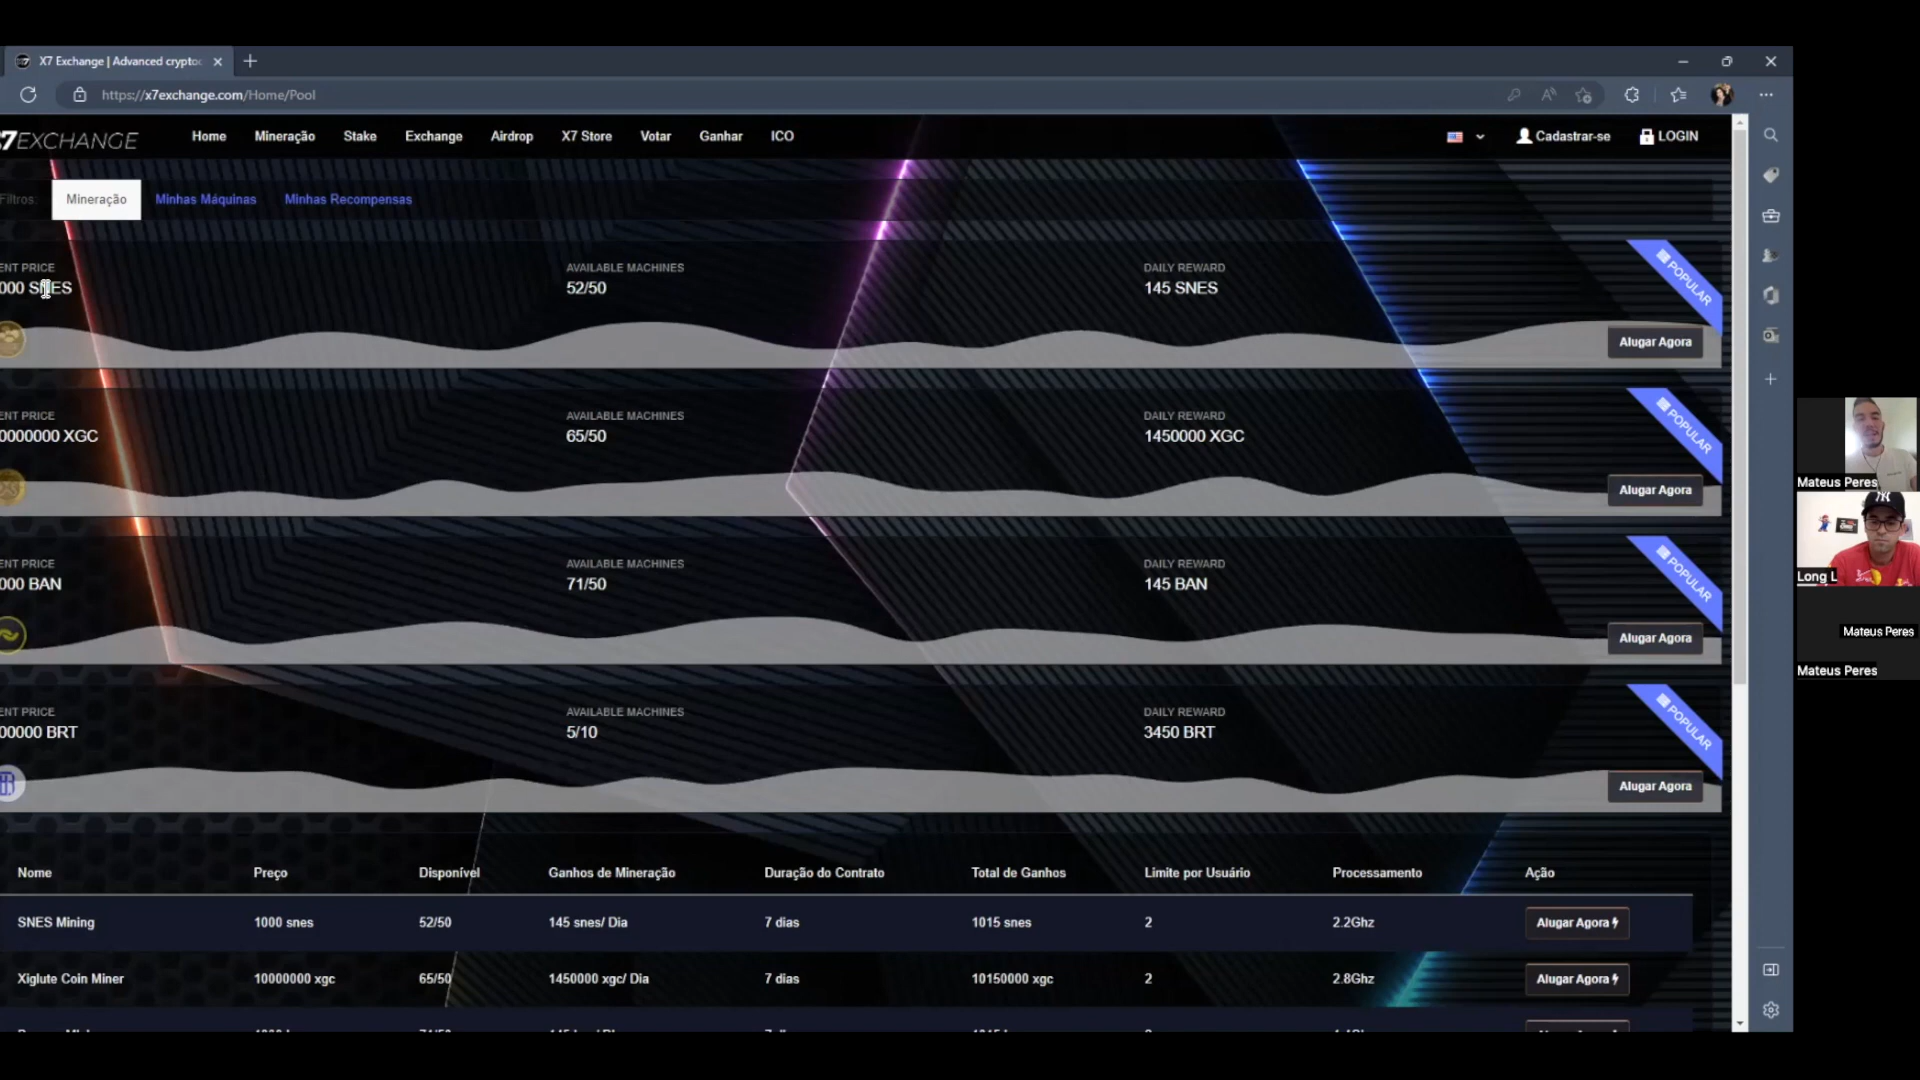 X7 Exchange | Advanced cryptoc
https://x7exchange.com/Home/Pool
7EXCHANGE
Home
Mineração
Stake
Exchange
Airdrop
X7 Store
Votar
Ganhar
ICO
Cadastrar-se
LOGIN
Filtros:
Mineração
Minhas Máquinas
Minhas Recompensas
ENT PRICE
AVAILABLE MACHINES
DAILY REWARD
000 SNES
52/50
145 SNES
POPULAR
Alugar Agora
ENT PRICE
AVAILABLE MACHINES
DAILY REWARD
0000000 XGC
65/50
1450000 XGC
POPULAR
Alugar Agora
ENT PRICE
AVAILABLE MACHINES
DAILY REWARD
000 BAN
71/50
145 BAN
POPULAR
Alugar Agora
ENT PRICE
AVAILABLE MACHINES
DAILY REWARD
00000 BRT
5/10
3450 BRT
POPULAR
Alugar Agora
Nome Preço Disponível Ganhos de Mineração Duração do Contrato Total de Ganhos Limite por Usuário Processamento Ação
SNES Mining 1000 snes 52/50 145 snes/ Dia 7 dias 1015 snes 2 2.2Ghz Alugar Agora
Xiglute Coin Miner 10000000 xgc 65/50 1450000 xgc/ Dia 7 dias 10150000 xgc 2 2.8Ghz Alugar Agora
Mateus Peres
Long L
Mateus Peres
Mateus Peres